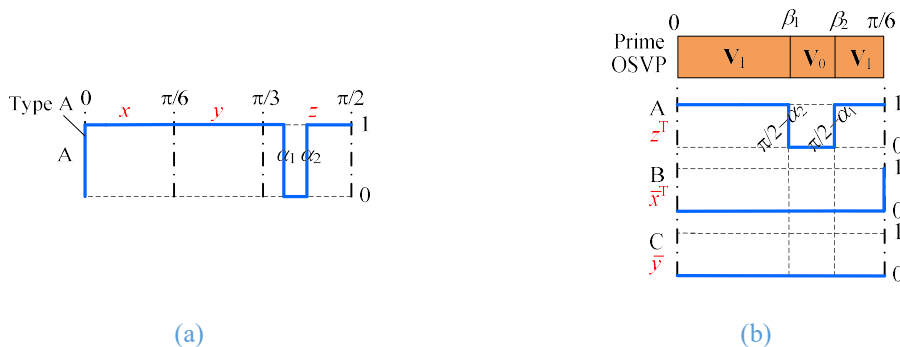 Type A
0
π/6
π/3
π/2
x
y
z
A
α₁
α₂
1
0
(a)
0
β₁
β₂
π/6
Prime
OSVP
V₁
V₀
V₁
A
zᵀ
π/2−α₂
π/2−α₁
1
0
B
x̄ᵀ
1
0
C
ȳ
1
0
(b)